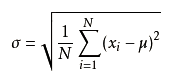 σ = √(1/N ∑_{i=1}^{N} (x_i − μ)²)